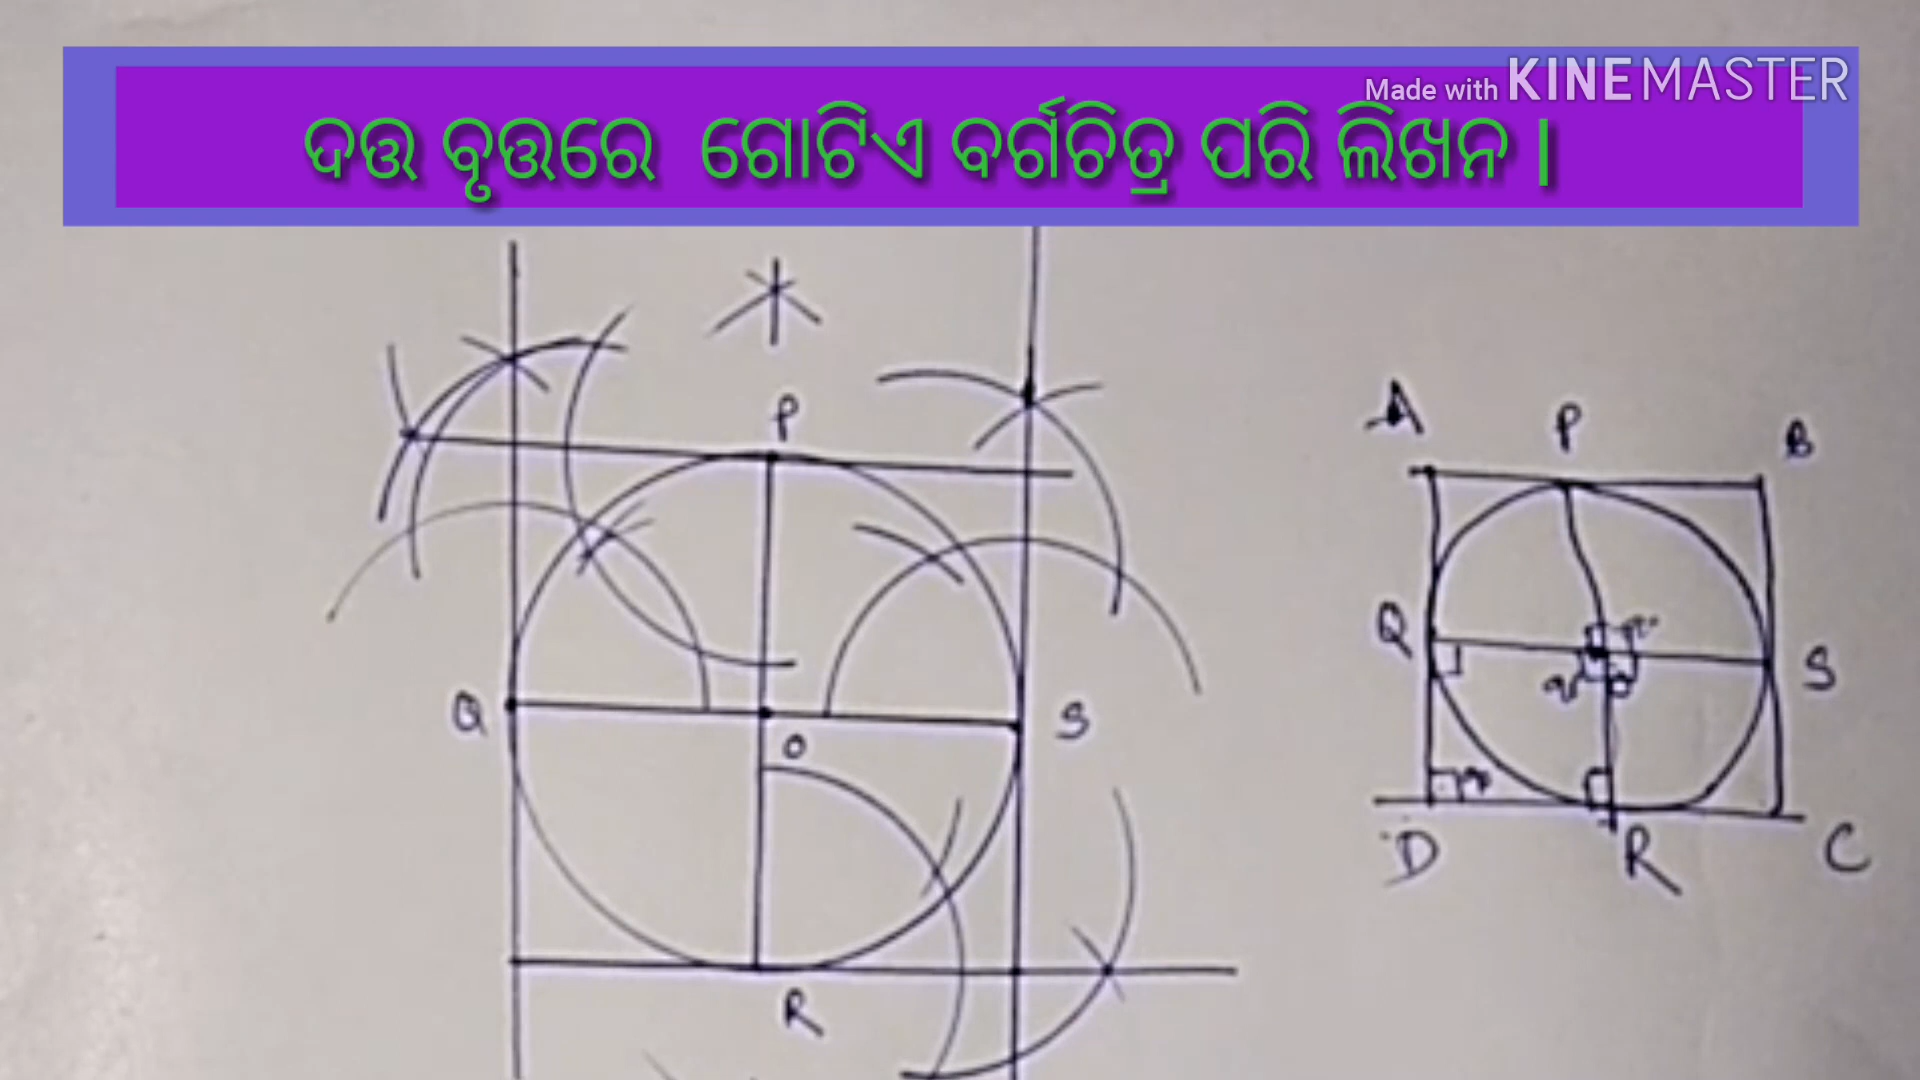 Made with KINEMASTER
ଦତ୍ତ ବୃତ୍ତରେ ଗୋଟିଏ ବର୍ଗଚିତ୍ର ପରି ଲିଖନ ।
P
A P B
Q S
Q O S
D R C
R